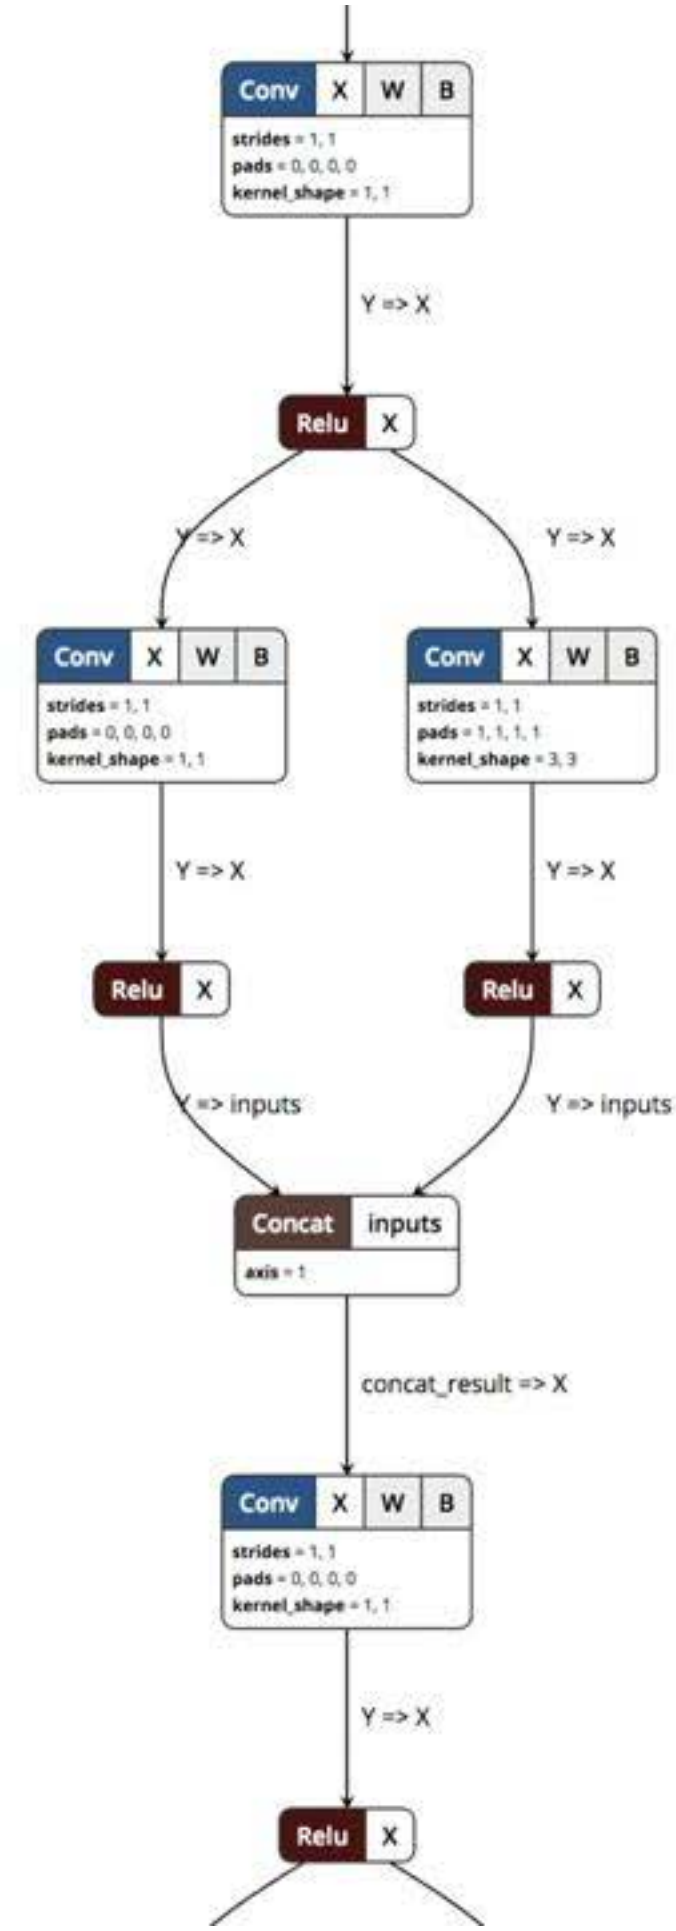 Conv X W B
strides = 1, 1
pads = 0, 0, 0, 0
kernel_shape = 1, 1
Y => X
Relu X
Y => X
Y => X
Conv X W B
strides = 1, 1
pads = 0, 0, 0, 0
kernel_shape = 1, 1
Conv X W B
strides = 1, 1
pads = 1, 1, 1, 1
kernel_shape = 3, 3
Y => X
Y => X
Relu X
Relu X
Y => inputs
Y => inputs
Concat inputs
axis = 1
concat_result => X
Conv X W B
strides = 1, 1
pads = 0, 0, 0, 0
kernel_shape = 1, 1
Y => X
Relu X